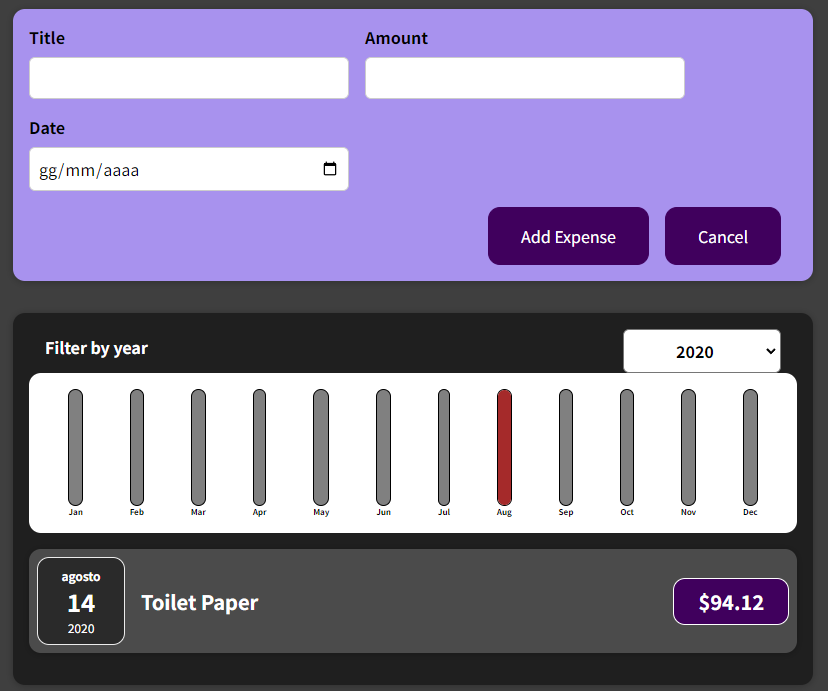 Title Amount
Date
gg/mm/aaaa
Add Expense Cancel
Filter by year 2020
Jan Feb Mar Apr May Jun Jul Aug Sep Oct Nov Dec
agosto
14
2020
Toilet Paper
$94.12